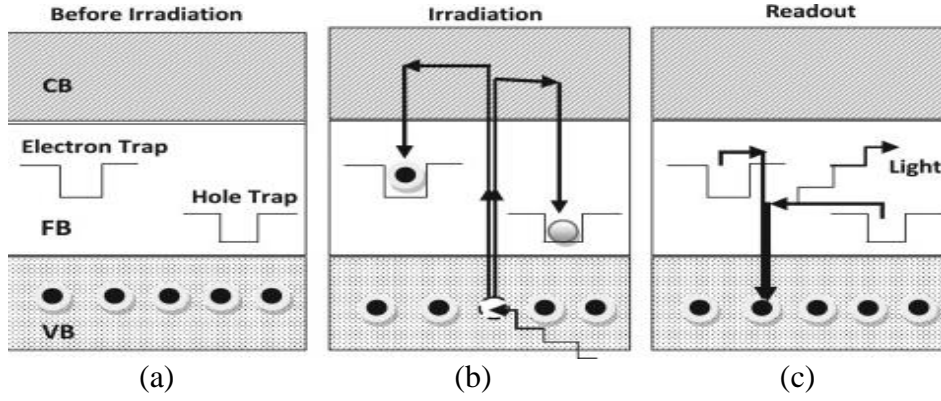 Before Irradiation
Irradiation
Readout
CB
Electron Trap
Hole Trap
FB
VB
Light
(a)
(b)
(c)